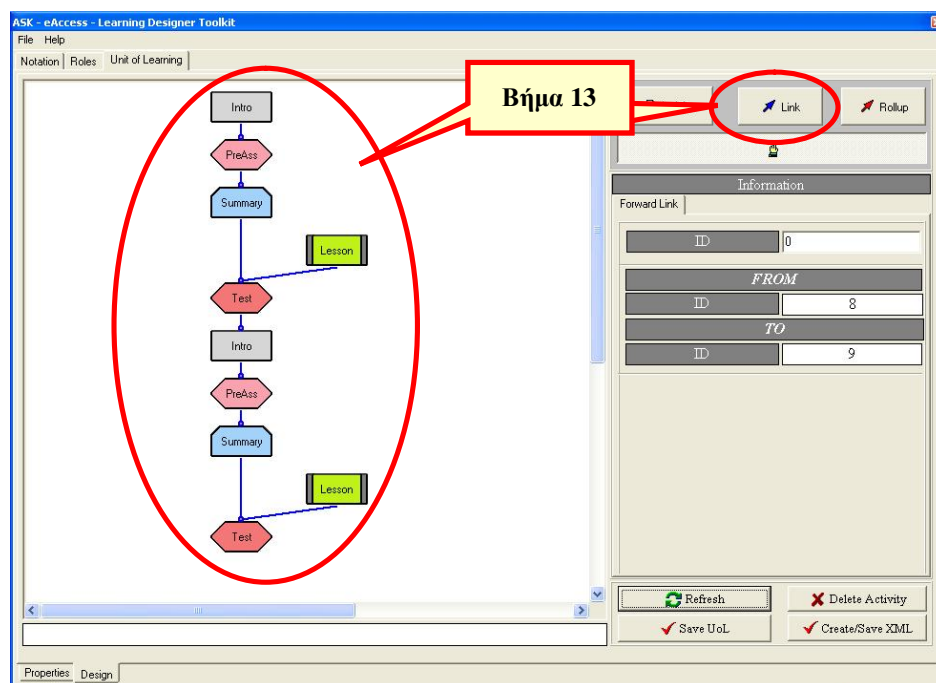 ASK - eAccess - Learning Designer Toolkit
File Help
Notation Roles Unit of Learning
Βήμα 13
Link Rollup
Intro
PreAss
Summary
Lesson
Test
Intro
PreAss
Summary
Lesson
Test
Information
Forward Link
ID 0
FROM
ID 8
TO
ID 9
Refresh Delete Activity
Save UoL Create/Save XML
Properties Design